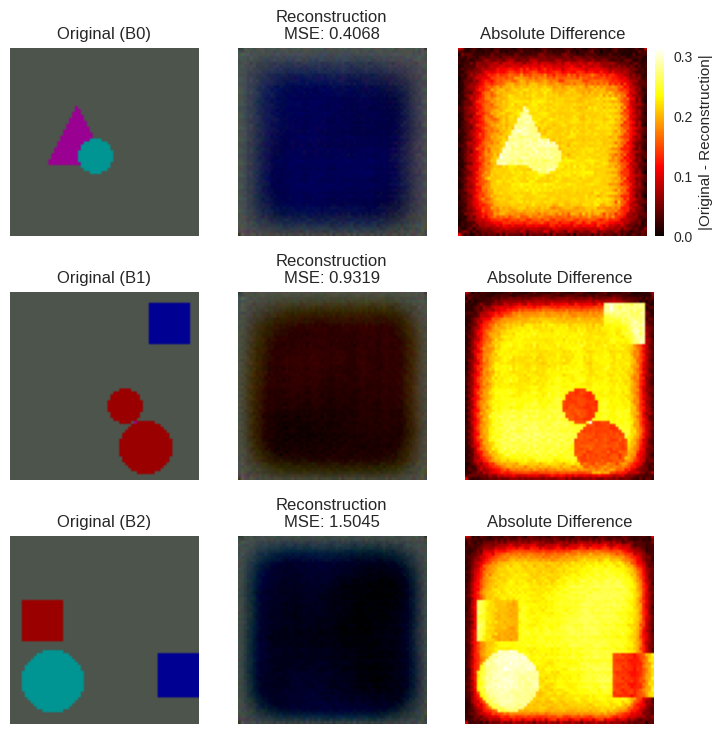 Original (B0)
Reconstruction
MSE: 0.4068
Absolute Difference
0.3
0.2
0.1
0.0
|Original - Reconstruction|
Original (B1)
Reconstruction
MSE: 0.9319
Absolute Difference
Original (B2)
Reconstruction
MSE: 1.5045
Absolute Difference